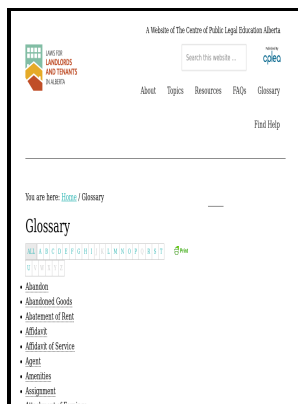 A Website of The Centre of Public Legal Education Alberta
LAWS FOR
LANDLORDS
AND TENANTS
IN ALBERTA
Search this website ...
cplea
About Topics Resources FAQs Glossary
Find Help
You are here: Home / Glossary
Glossary
ALL A B C D E F G H I J K L M N O P Q R S T
Print
U V W X Y Z
Abandon
Abandoned Goods
Abatement of Rent
Affidavit
Affidavit of Service
Agent
Amenities
Assignment